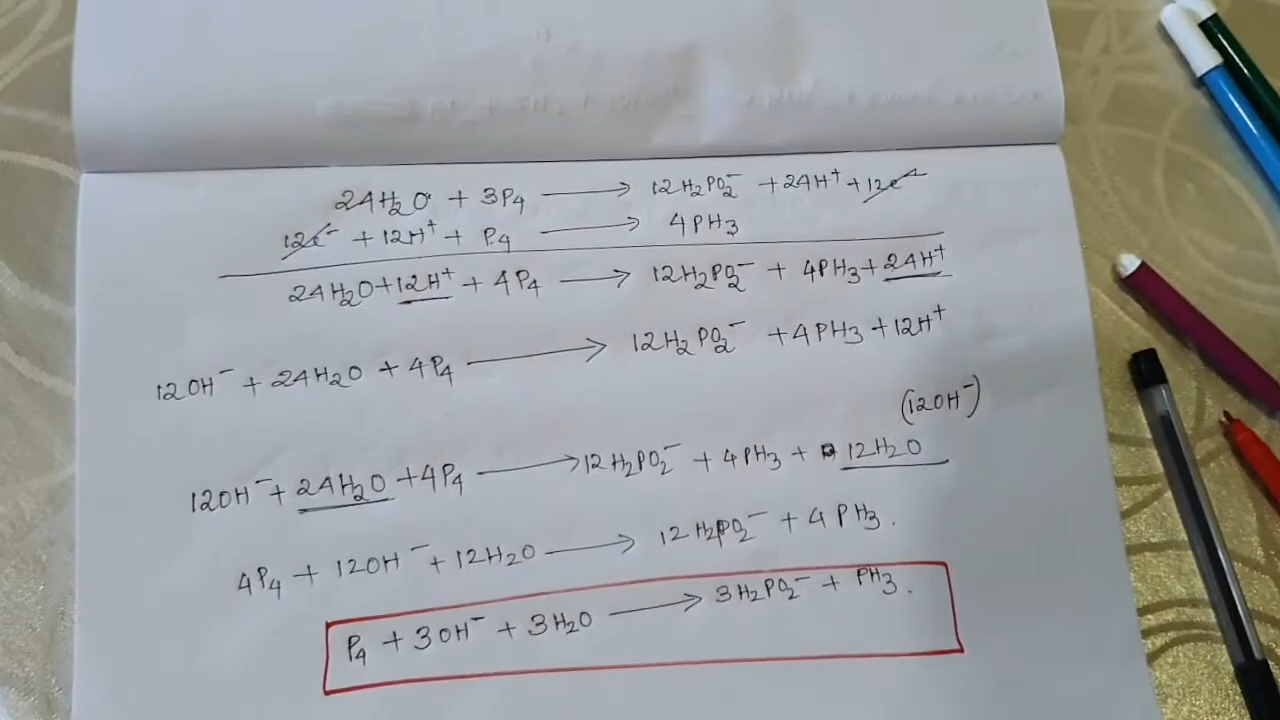 24H₂O + 3P₄ ⟶ 12H₂PO₂⁻ + 24H⁺ + 12e⁻
12e⁻ + 12H⁺ + P₄ ⟶ 4PH₃
24H₂O + 12H⁺ + 4P₄ ⟶ 12H₂PO₂⁻ + 4PH₃ + 24H⁺
12OH⁻ + 24H₂O + 4P₄ ⟶ 12H₂PO₂⁻ + 4PH₃ + 12H⁺
(12OH⁻)
12OH⁻ + 24H₂O + 4P₄ ⟶ 12H₂PO₂⁻ + 4PH₃ + 12H₂O
4P₄ + 12OH⁻ + 12H₂O ⟶ 12H₂PO₂⁻ + 4PH₃.
P₄ + 3OH⁻ + 3H₂O ⟶ 3H₂PO₂⁻ + PH₃.